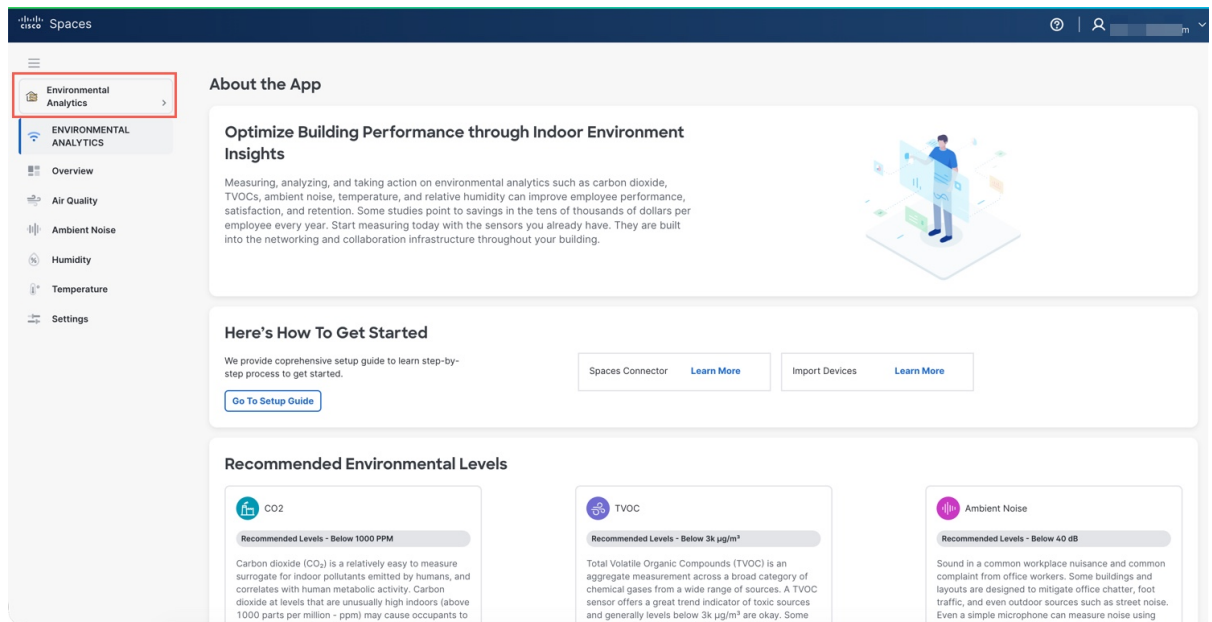 cisco Spaces
m
Environmental
Analytics
ENVIRONMENTAL
ANALYTICS
Overview
Air Quality
Ambient Noise
Humidity
Temperature
Settings
About the App
Optimize Building Performance through Indoor Environment
Insights
Measuring, analyzing, and taking action on environmental analytics such as carbon dioxide,
TVOCs, ambient noise, temperature, and relative humidity can improve employee performance,
satisfaction, and retention. Some studies point to savings in the tens of thousands of dollars per
employee every year. Start measuring today with the sensors you already have. They are built
into the networking and collaboration infrastructure throughout your building.
Here's How To Get Started
We provide coprehensive setup guide to learn step-by-
step process to get started.
Go To Setup Guide
Spaces Connector Learn More
Import Devices Learn More
Recommended Environmental Levels
CO2
Recommended Levels - Below 1000 PPM
Carbon dioxide (CO₂) is a relatively easy to measure
surrogate for indoor pollutants emitted by humans, and
correlates with human metabolic activity. Carbon
dioxide at levels that are unusually high indoors (above
1000 parts per million - ppm) may cause occupants to
TVOC
Recommended Levels - Below 3k µg/m³
Total Volatile Organic Compounds (TVOC) is an
aggregate measurement across a broad category of
chemical gases from a wide range of sources. A TVOC
sensor offers a great trend indicator of toxic sources
and generally levels below 3k µg/m³ are okay. Some
Ambient Noise
Recommended Levels - Below 40 dB
Sound in a common workplace nuisance and common
complaint from office workers. Some buildings and
layouts are designed to mitigate office chatter, foot
traffic, and even outdoor sources such as street noise.
Even a simple microphone can measure noise using